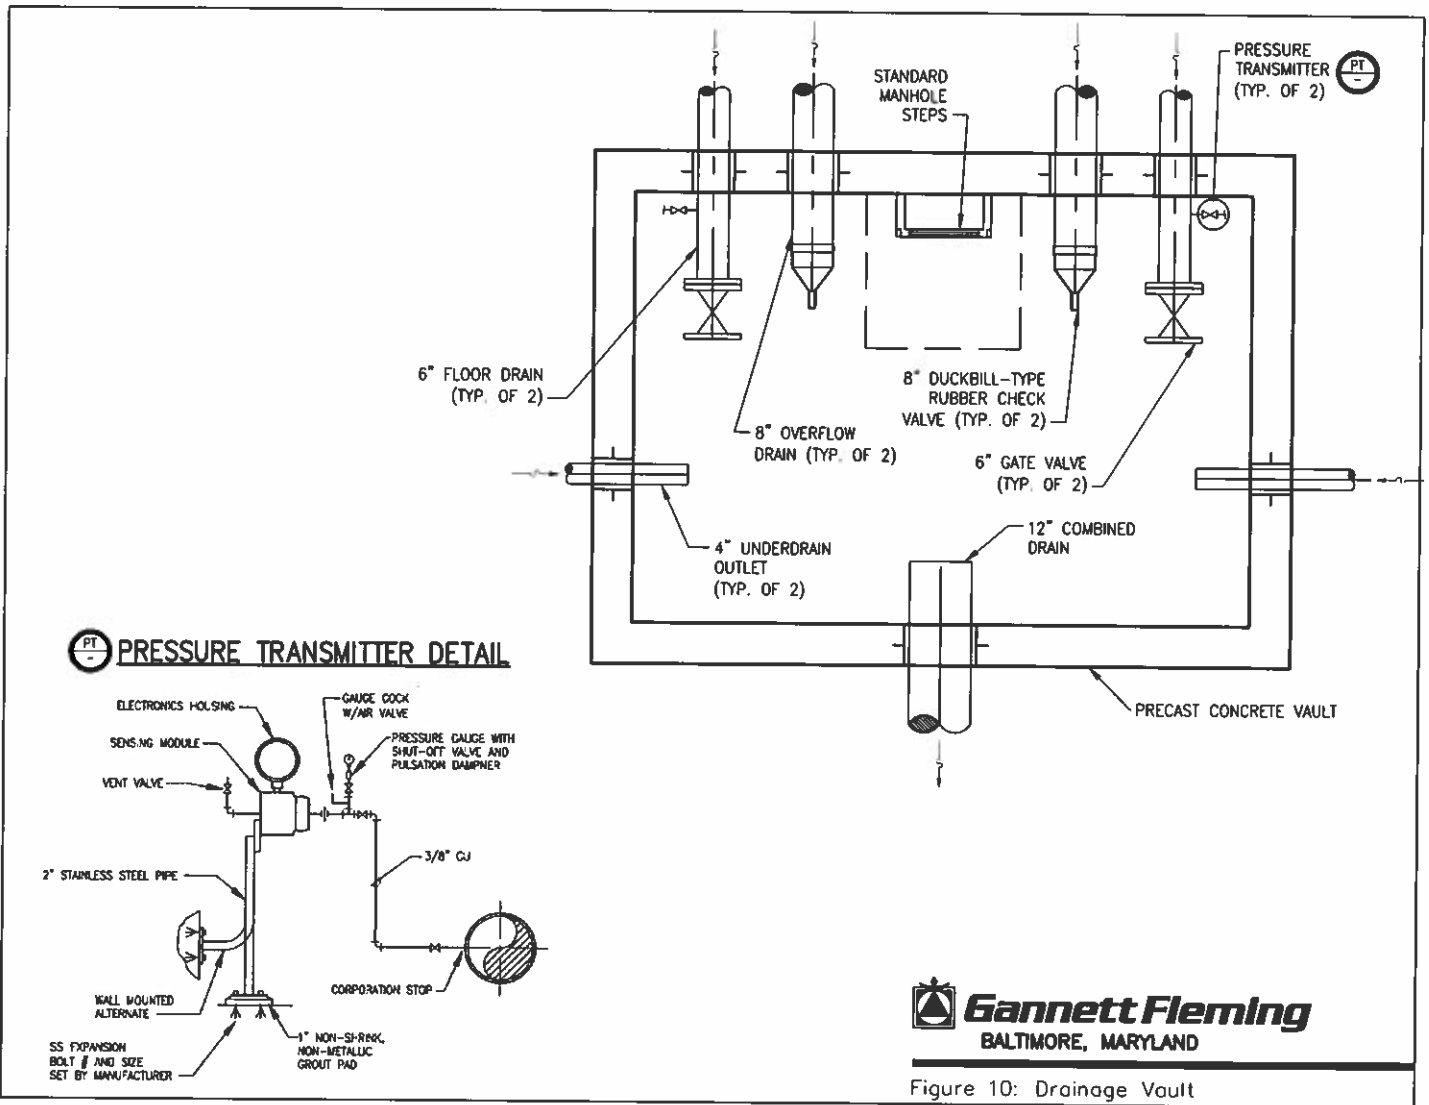 PRESSURE
TRANSMITTER
(TYP. OF 2)
PT
-
STANDARD
MANHOLE
STEPS
6" FLOOR DRAIN
(TYP. OF 2)
8" OVERFLOW
DRAIN (TYP. OF 2)
8" DUCKBILL-TYPE
RUBBER CHECK
VALVE (TYP. OF 2)
6" GATE VALVE
(TYP. OF 2)
4" UNDERDRAIN
OUTLET
(TYP. OF 2)
12" COMBINED
DRAIN
PRECAST CONCRETE VAULT
PT
-
PRESSURE TRANSMITTER DETAIL
ELECTRONICS HOUSING
SENSING MODULE
VENT VALVE
GAUGE COCK
W/AIR VALVE
PRESSURE GAUGE WITH
SHUT-OFF VALVE AND
PULSATION DAMPNER
3/8" CU
2" STAINLESS STEEL PIPE
CORPORATION STOP
WALL MOUNTED
ALTERNATE
SS EXPANSION
BOLT # AND SIZE
SET BY MANUFACTURER
1" NON-SHRINK,
NON-METALLIC
GROUT PAD
Gannett Fleming
BALTIMORE, MARYLAND
Figure 10: Drainage Vault